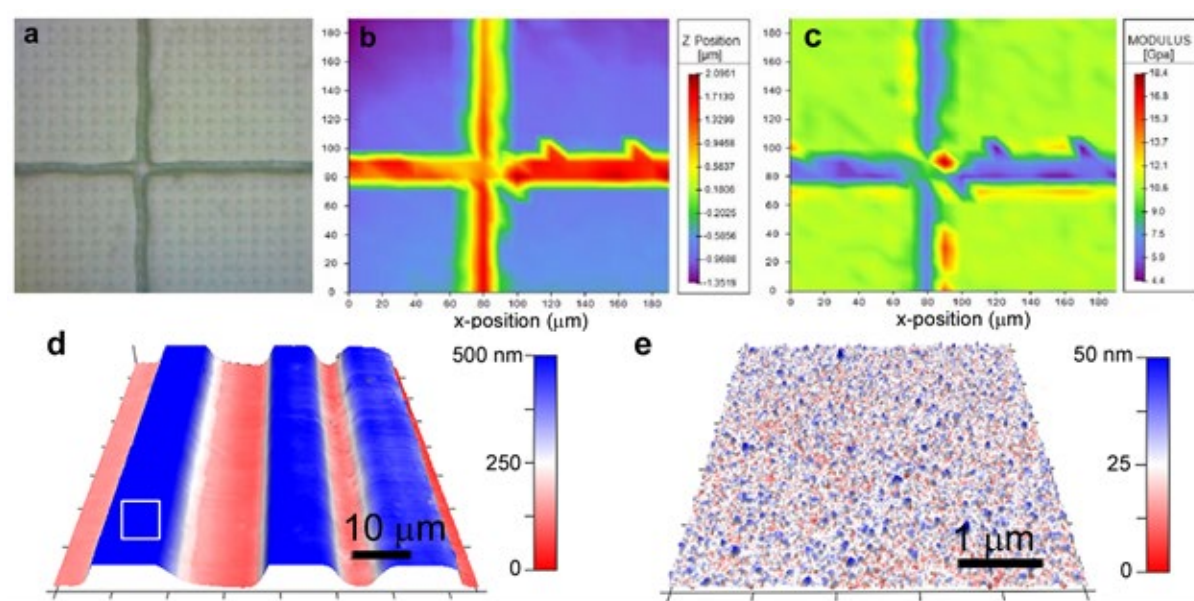 a
b
190
180
160
140
120
100
80
60
40
20
0
0 20 40 60 80 100 120 140 160 180
x-position (μm)
Z Position
[μm]
2.0961
1.7130
1.3299
0.9468
0.5637
0.1806
-0.2025
-0.5856
-0.9688
-1.3519
c
180
160
140
120
100
80
60
40
20
0
0 20 40 60 80 100 120 140 160 180
x-position (μm)
MODULUS
[Gpa]
18.4
16.8
15.3
13.7
12.2
10.6
9.0
7.5
5.9
4.4
d
10 μm
500 nm
250
0
e
1 μm
50 nm
25
0